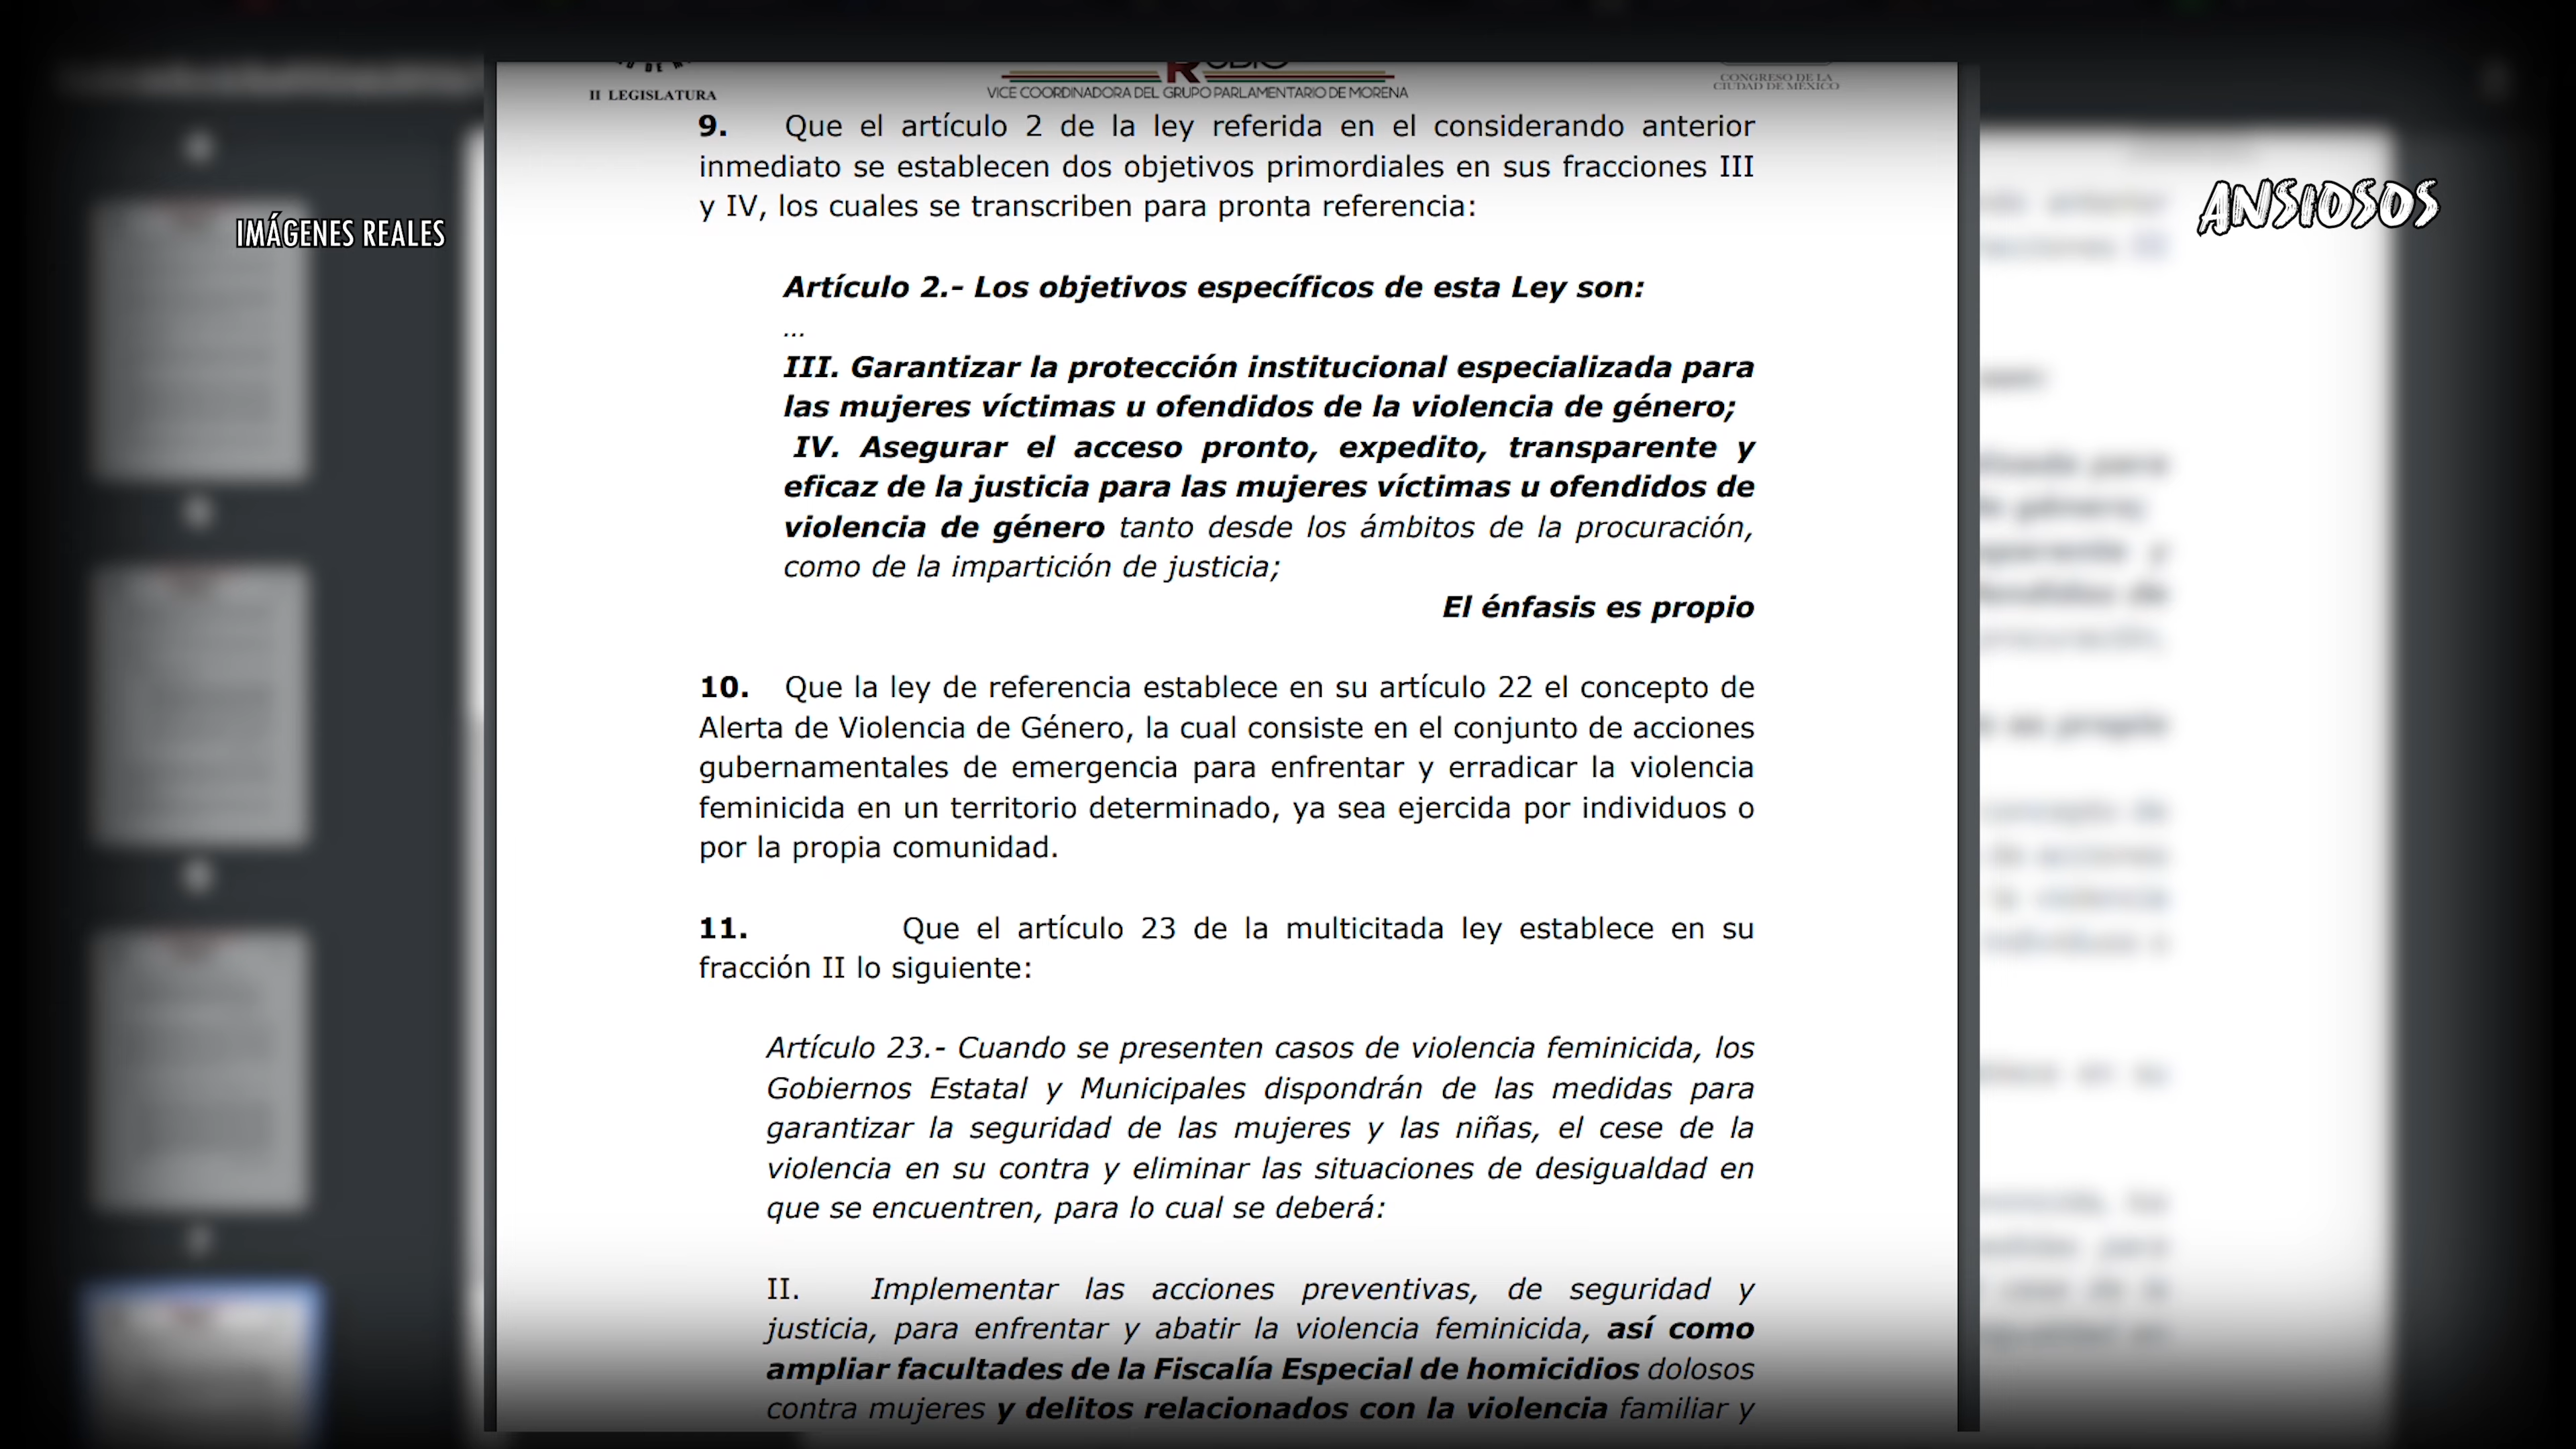 II LEGISLATURA
VICE COORDINADORA DEL GRUPO PARLAMENTARIO DE MORENA
CONGRESO DE LA
CIUDAD DE MÉXICO
IMÁGENES REALES
ANSIOSOS
9. Que el artículo 2 de la ley referida en el considerando anterior
inmediato se establecen dos objetivos primordiales en sus fracciones III
y IV, los cuales se transcriben para pronta referencia:
Artículo 2.- Los objetivos específicos de esta Ley son:
...
III. Garantizar la protección institucional especializada para
las mujeres víctimas u ofendidos de la violencia de género;
IV. Asegurar el acceso pronto, expedito, transparente y
eficaz de la justicia para las mujeres víctimas u ofendidos de
violencia de género tanto desde los ámbitos de la procuración,
como de la impartición de justicia;
El énfasis es propio
10. Que la ley de referencia establece en su artículo 22 el concepto de
Alerta de Violencia de Género, la cual consiste en el conjunto de acciones
gubernamentales de emergencia para enfrentar y erradicar la violencia
feminicida en un territorio determinado, ya sea ejercida por individuos o
por la propia comunidad.
11. Que el artículo 23 de la multicitada ley establece en su
fracción II lo siguiente:
Artículo 23.- Cuando se presenten casos de violencia feminicida, los
Gobiernos Estatal y Municipales dispondrán de las medidas para
garantizar la seguridad de las mujeres y las niñas, el cese de la
violencia en su contra y eliminar las situaciones de desigualdad en
que se encuentren, para lo cual se deberá:
II. Implementar las acciones preventivas, de seguridad y
justicia, para enfrentar y abatir la violencia feminicida, así como
ampliar facultades de la Fiscalía Especial de homicidios dolosos
contra mujeres y delitos relacionados con la violencia familiar y